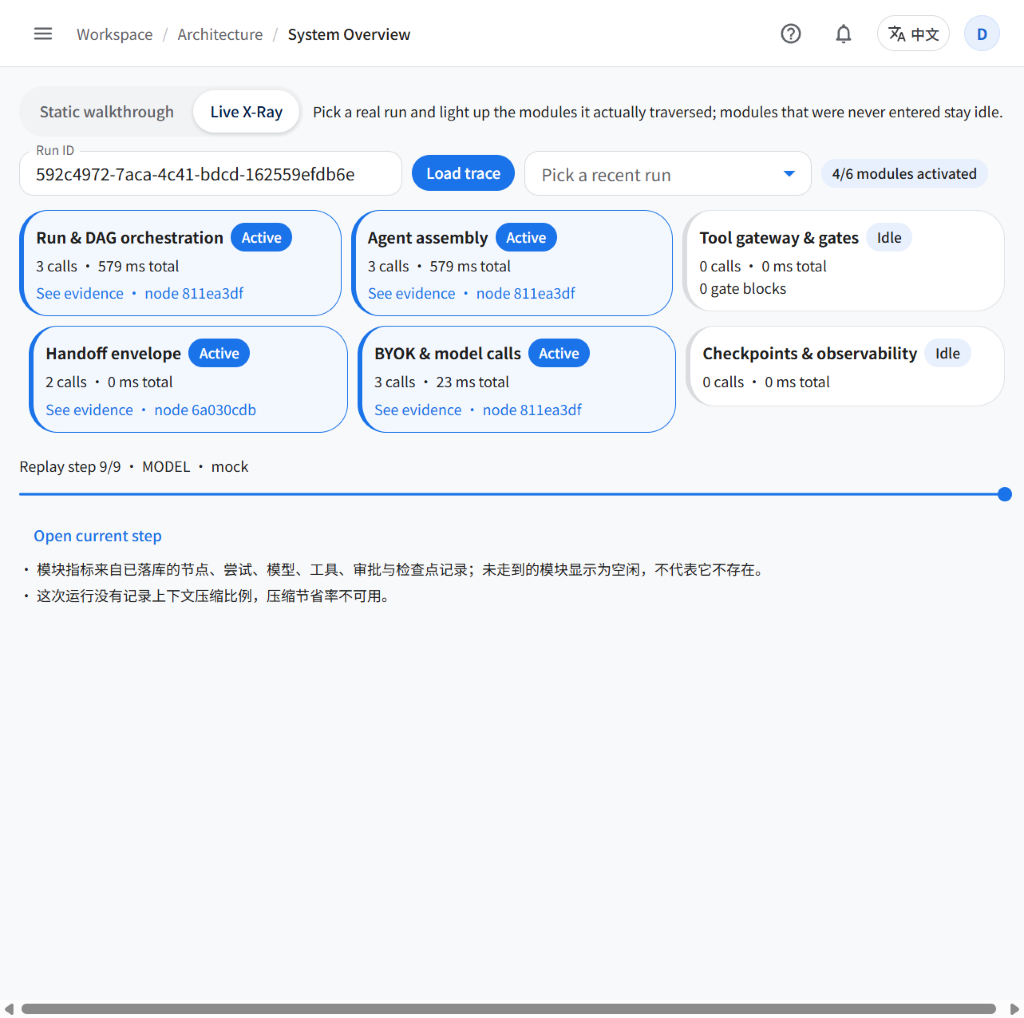 Workspace / Architecture / System Overview
中文
D
Static walkthrough
Live X-Ray
Pick a real run and light up the modules it actually traversed; modules that were never entered stay idle.
Run ID
592c4972-7aca-4c41-bdcd-162559efdb6e
Load trace
Pick a recent run
4/6 modules activated
Run & DAG orchestration Active
3 calls • 579 ms total
See evidence • node 811ea3df
Agent assembly Active
3 calls • 579 ms total
See evidence • node 811ea3df
Tool gateway & gates Idle
0 calls • 0 ms total
0 gate blocks
Handoff envelope Active
2 calls • 0 ms total
See evidence • node 6a030cdb
BYOK & model calls Active
3 calls • 23 ms total
See evidence • node 811ea3df
Checkpoints & observability Idle
0 calls • 0 ms total
Replay step 9/9 • MODEL • mock
Open current step
• 模块指标来自已落库的节点、尝试、模型、工具、审批与检查点记录；未走到的模块显示为空闲，不代表它不存在。
• 这次运行没有记录上下文压缩比例，压缩节省率不可用。